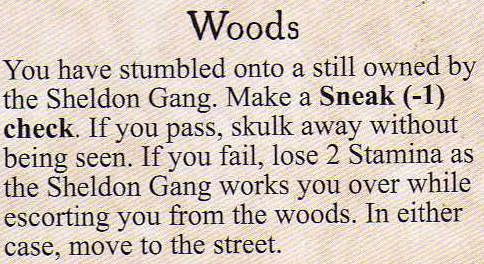 Woods
You have stumbled onto a still owned by
the Sheldon Gang. Make a Sneak (-1)
check. If you pass, skulk away without
being seen. If you fail, lose 2 Stamina as
the Sheldon Gang works you over while
escorting you from the woods. In either
case, move to the street.